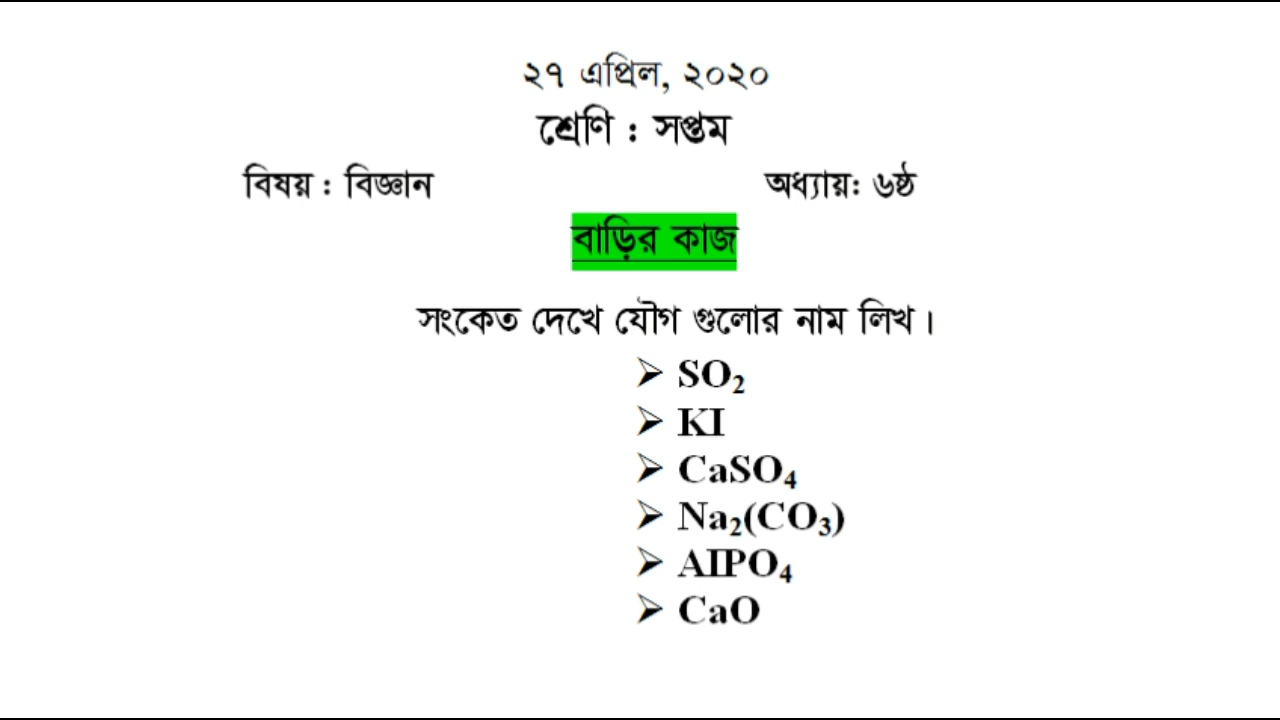 ২৭ এপ্রিল, ২০২০
শ্রেণি : সপ্তম
বিষয় : বিজ্ঞান অধ্যায়: ৬ষ্ঠ
বাড়ির কাজ
সংকেত দেখে যৌগ গুলোর নাম লিখ।
➢ SO₂
➢ KI
➢ CaSO₄
➢ Na₂(CO₃)
➢ AIPO₄
➢ CaO